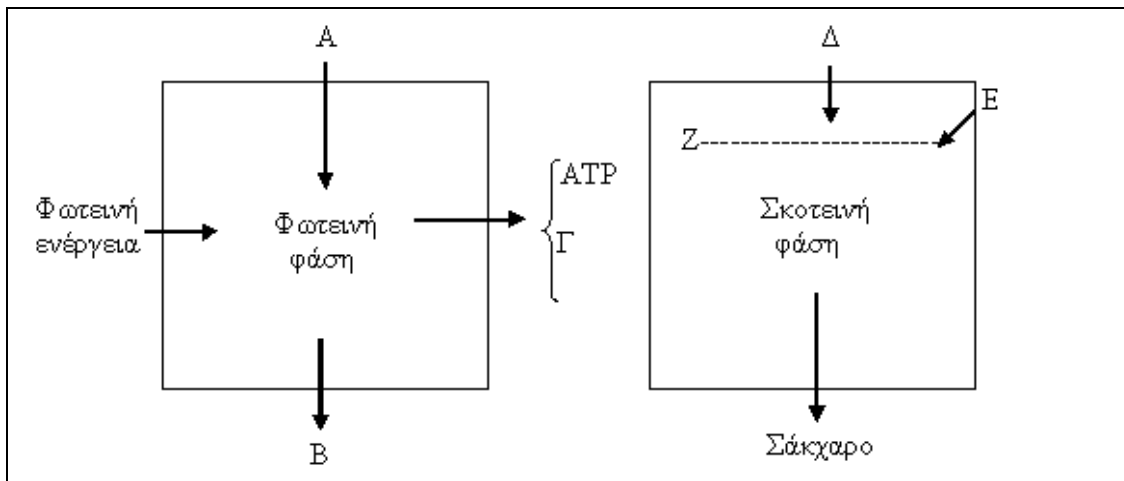 Α
Δ
Ε
Ζ
Φωτεινή
ενέργεια
Φωτεινή
φάση
ATP
Γ
Σκοτεινή
φάση
Β
Σάκχαρο